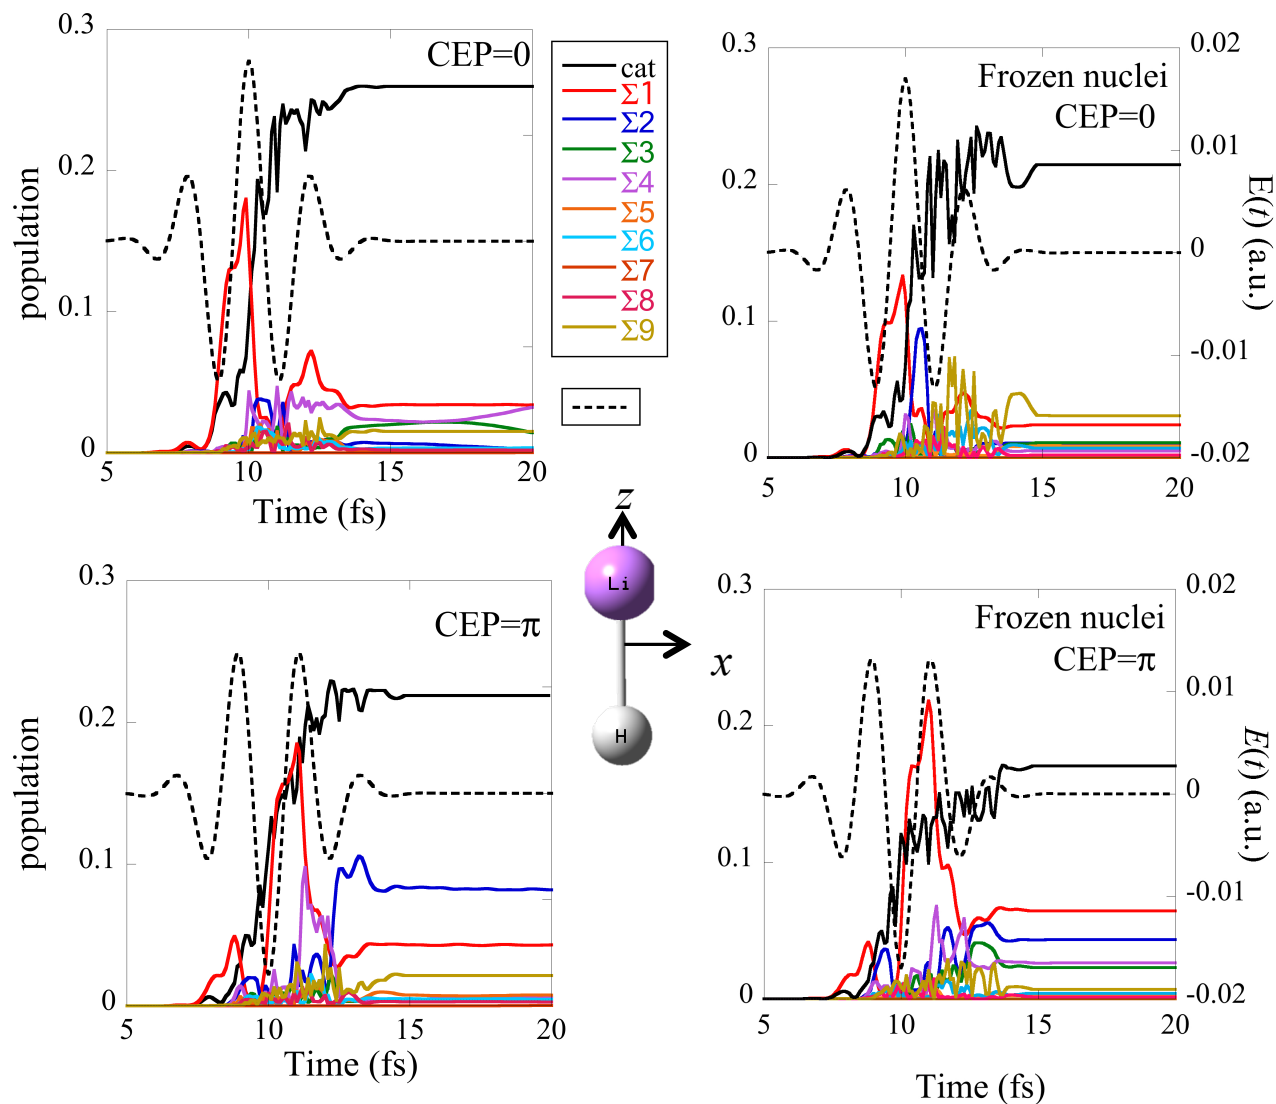 0.3
CEP=0
0.2
0.1
0
population
5
10
15
20
Time (fs)
cat
Σ1
Σ2
Σ3
Σ4
Σ5
Σ6
Σ7
Σ8
Σ9
0.3
Frozen nuclei
CEP=0
0.2
0.1
0
0.02
0.01
0
-0.01
-0.02
E(t) (a.u.)
5
10
15
20
z
Li
x
H
0.3
CEP=π
0.2
0.1
0
population
5
10
15
20
Time (fs)
0.3
Frozen nuclei
CEP=π
0.2
0.1
0
0.02
0.01
0
-0.01
-0.02
E(t) (a.u.)
5
10
15
20
Time (fs)